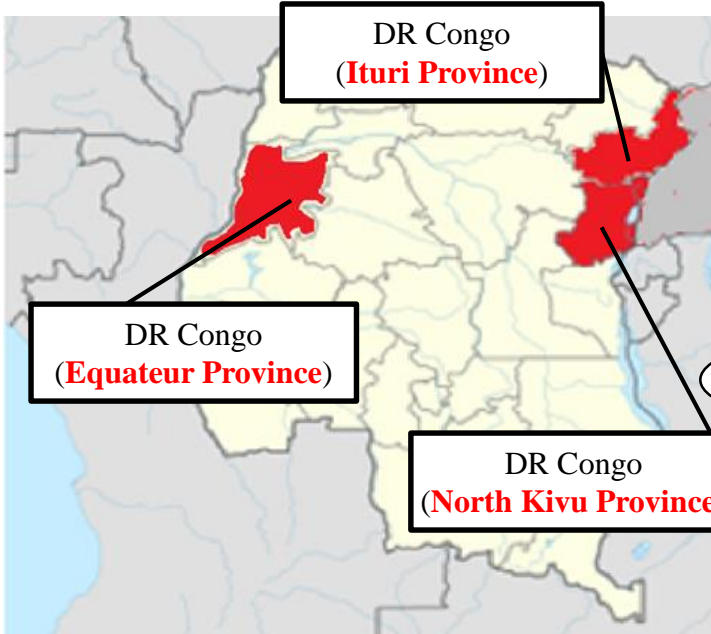 DR Congo
(Ituri Province)
DR Congo
(Equateur Province)
DR Congo
(North Kivu Province